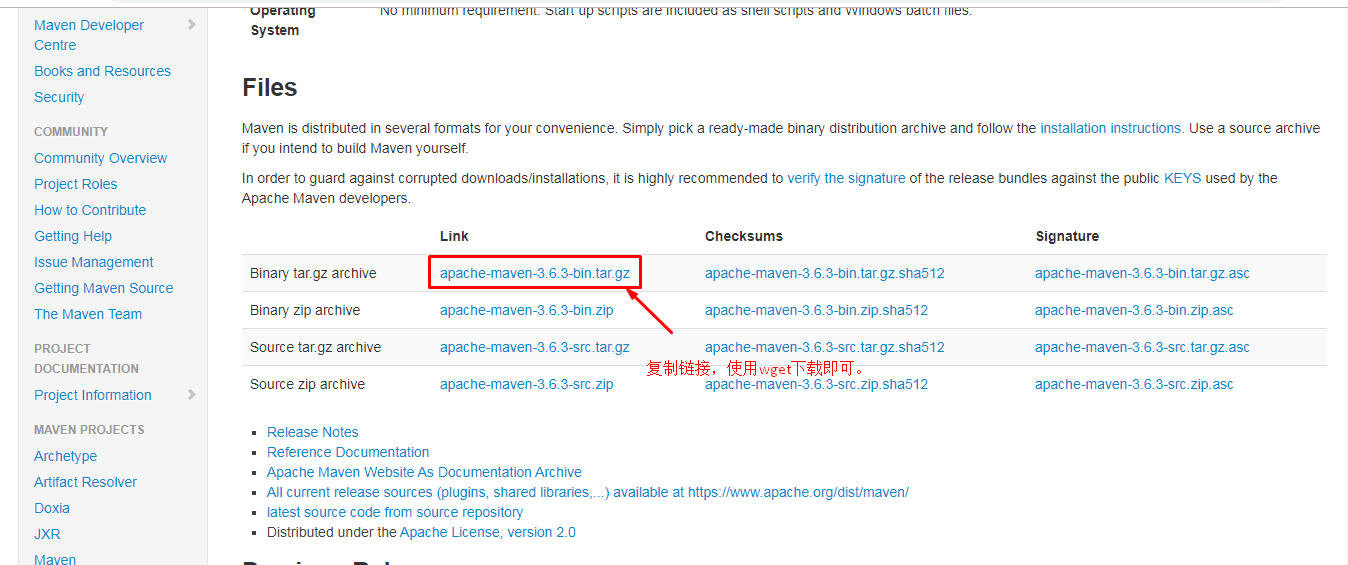 Operating
No minimum requirement. Start up scripts are included as shell scripts and Windows batch files.
System
Maven Developer
Centre
Books and Resources
Security
COMMUNITY
Community Overview
Project Roles
How to Contribute
Getting Help
Issue Management
Getting Maven Source
The Maven Team
PROJECT
DOCUMENTATION
Project Information
MAVEN PROJECTS
Archetype
Artifact Resolver
Doxia
JXR
Maven
Files
Maven is distributed in several formats for your convenience. Simply pick a ready-made binary distribution archive and follow the installation instructions. Use a source archive
if you intend to build Maven yourself.
In order to guard against corrupted downloads/installations, it is highly recommended to verify the signature of the release bundles against the public KEYS used by the
Apache Maven developers.
Link Checksums Signature
Binary tar.gz archive apache-maven-3.6.3-bin.tar.gz apache-maven-3.6.3-bin.tar.gz.sha512 apache-maven-3.6.3-bin.tar.gz.asc
Binary zip archive apache-maven-3.6.3-bin.zip apache-maven-3.6.3-bin.zip.sha512 apache-maven-3.6.3-bin.zip.asc
Source tar.gz archive apache-maven-3.6.3-src.tar.gz apache-maven-3.6.3-src.tar.gz.sha512 apache-maven-3.6.3-src.tar.gz.asc
复制链接，使用wget下载即可。
Source zip archive apache-maven-3.6.3-src.zip apache-maven-3.6.3-src.zip.sha512 apache-maven-3.6.3-src.zip.asc
Release Notes
Reference Documentation
Apache Maven Website As Documentation Archive
All current release sources (plugins, shared libraries,...) available at https://www.apache.org/dist/maven/
latest source code from source repository
Distributed under the Apache License, version 2.0